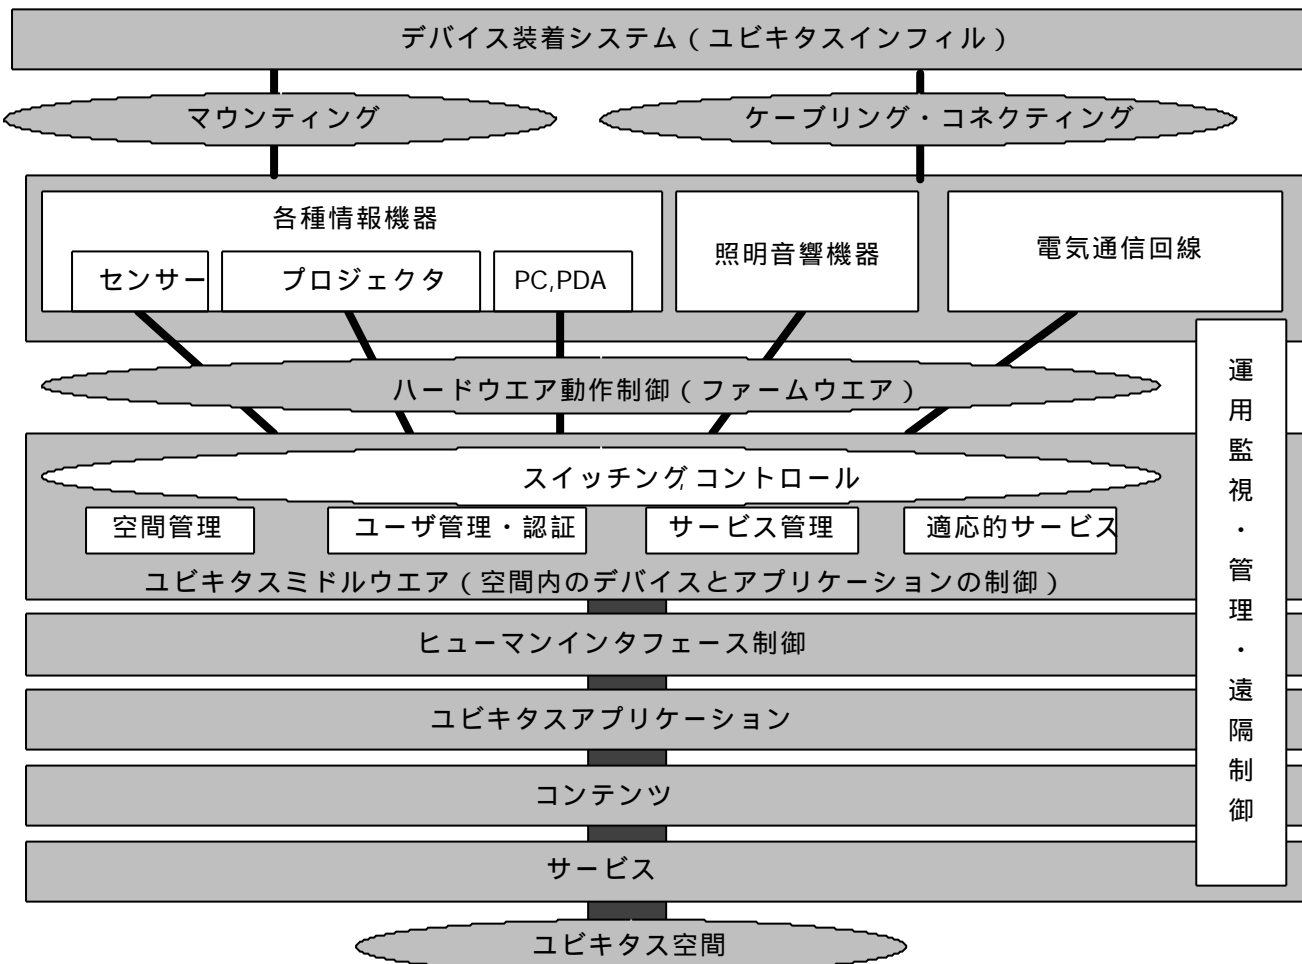 デバイス装着システム（ユビキタスインフィル）
マウンティング
ケーブリング・コネクティング
各種情報機器
センサー
プロジェクタ
PC,PDA
照明音響機器
電気通信回線
ハードウエア動作制御（ファームウエア）
スイッチング,コントロール
空間管理
ユーザ管理・認証
サービス管理
適応的サービス
ユビキタスミドルウエア（空間内のデバイスとアプリケーションの制御）
ヒューマンインタフェース制御
ユビキタスアプリケーション
コンテンツ
サービス
ユビキタス空間
運用監視・管理・遠隔制御